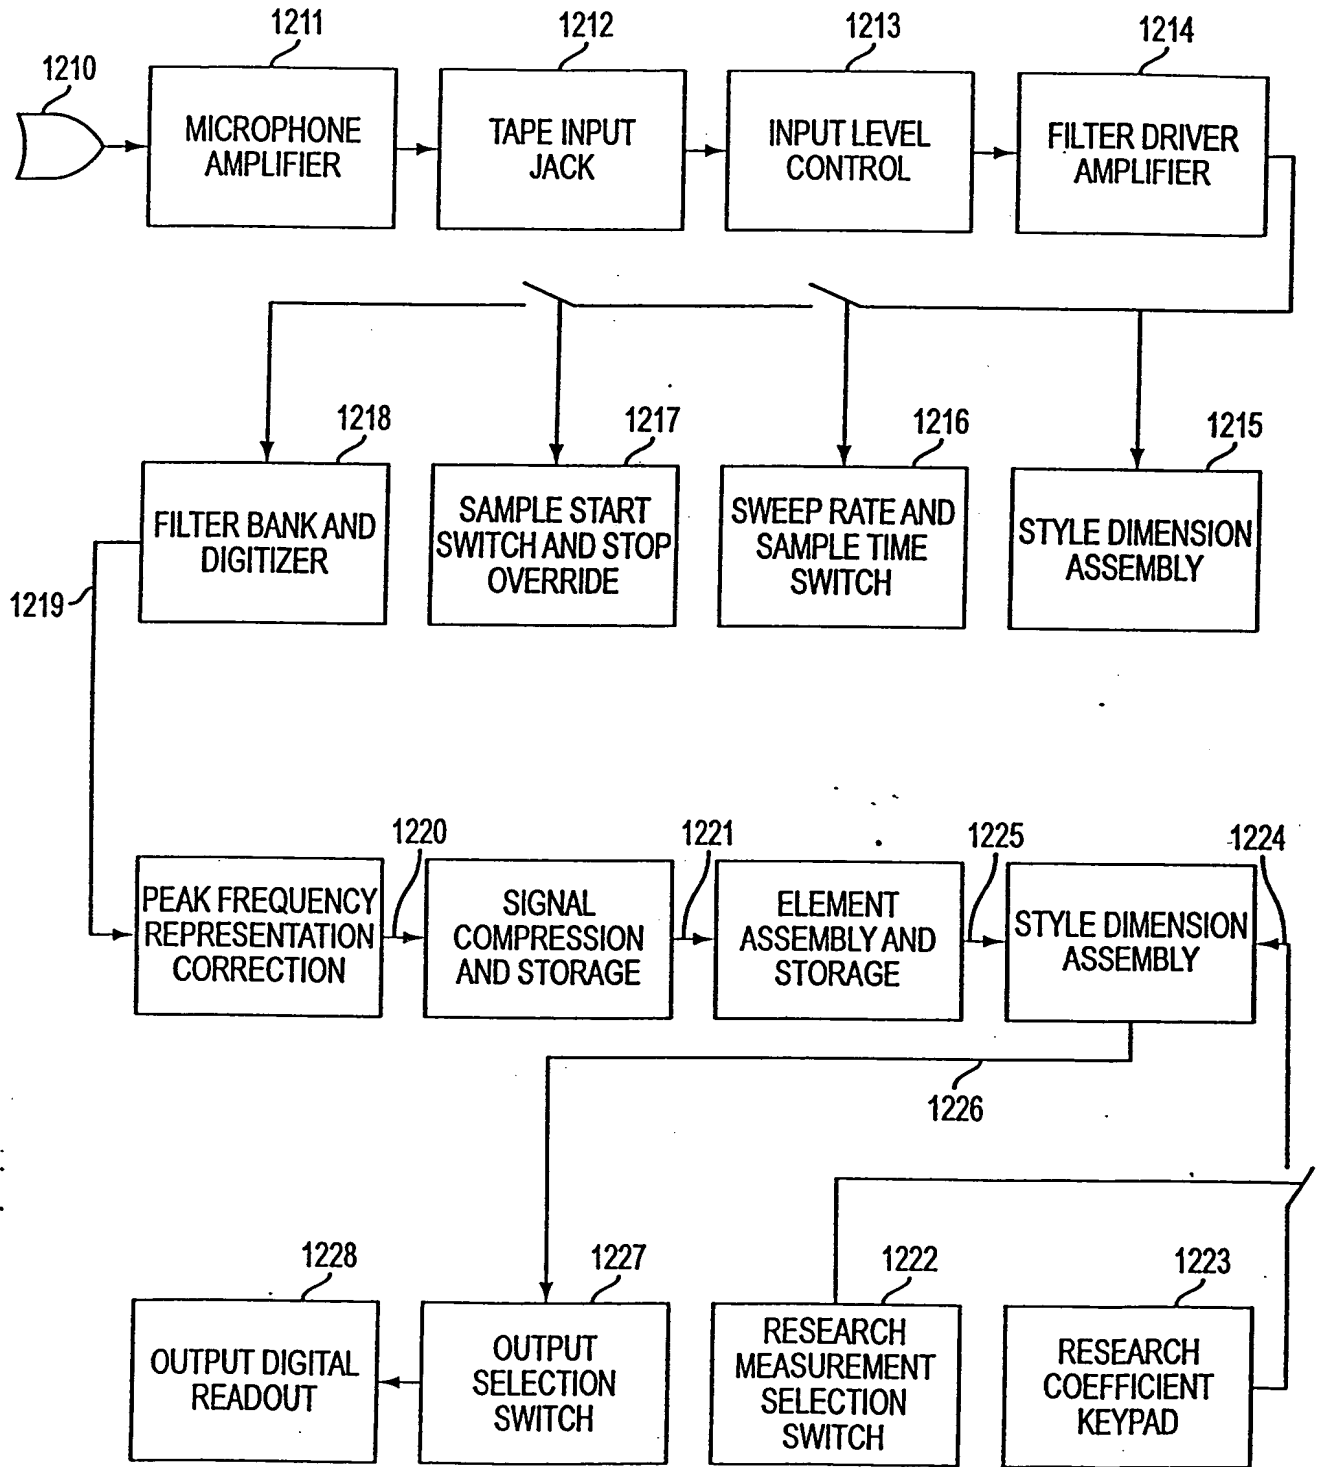 1210
1211
1212
1213
1214
MICROPHONE
AMPLIFIER
TAPE INPUT
JACK
INPUT LEVEL
CONTROL
FILTER DRIVER
AMPLIFIER
1218
1217
1216
1215
FILTER BANK AND
DIGITIZER
SAMPLE START
SWITCH AND STOP
OVERRIDE
SWEEP RATE AND
SAMPLE TIME
SWITCH
STYLE DIMENSION
ASSEMBLY
1219
1220
1221
1225
1224
PEAK FREQUENCY
REPRESENTATION
CORRECTION
SIGNAL
COMPRESSION
AND STORAGE
ELEMENT
ASSEMBLY AND
STORAGE
STYLE DIMENSION
ASSEMBLY
1226
1228
1227
1222
1223
OUTPUT DIGITAL
READOUT
OUTPUT
SELECTION
SWITCH
RESEARCH
MEASUREMENT
SELECTION
SWITCH
RESEARCH
COEFFICIENT
KEYPAD